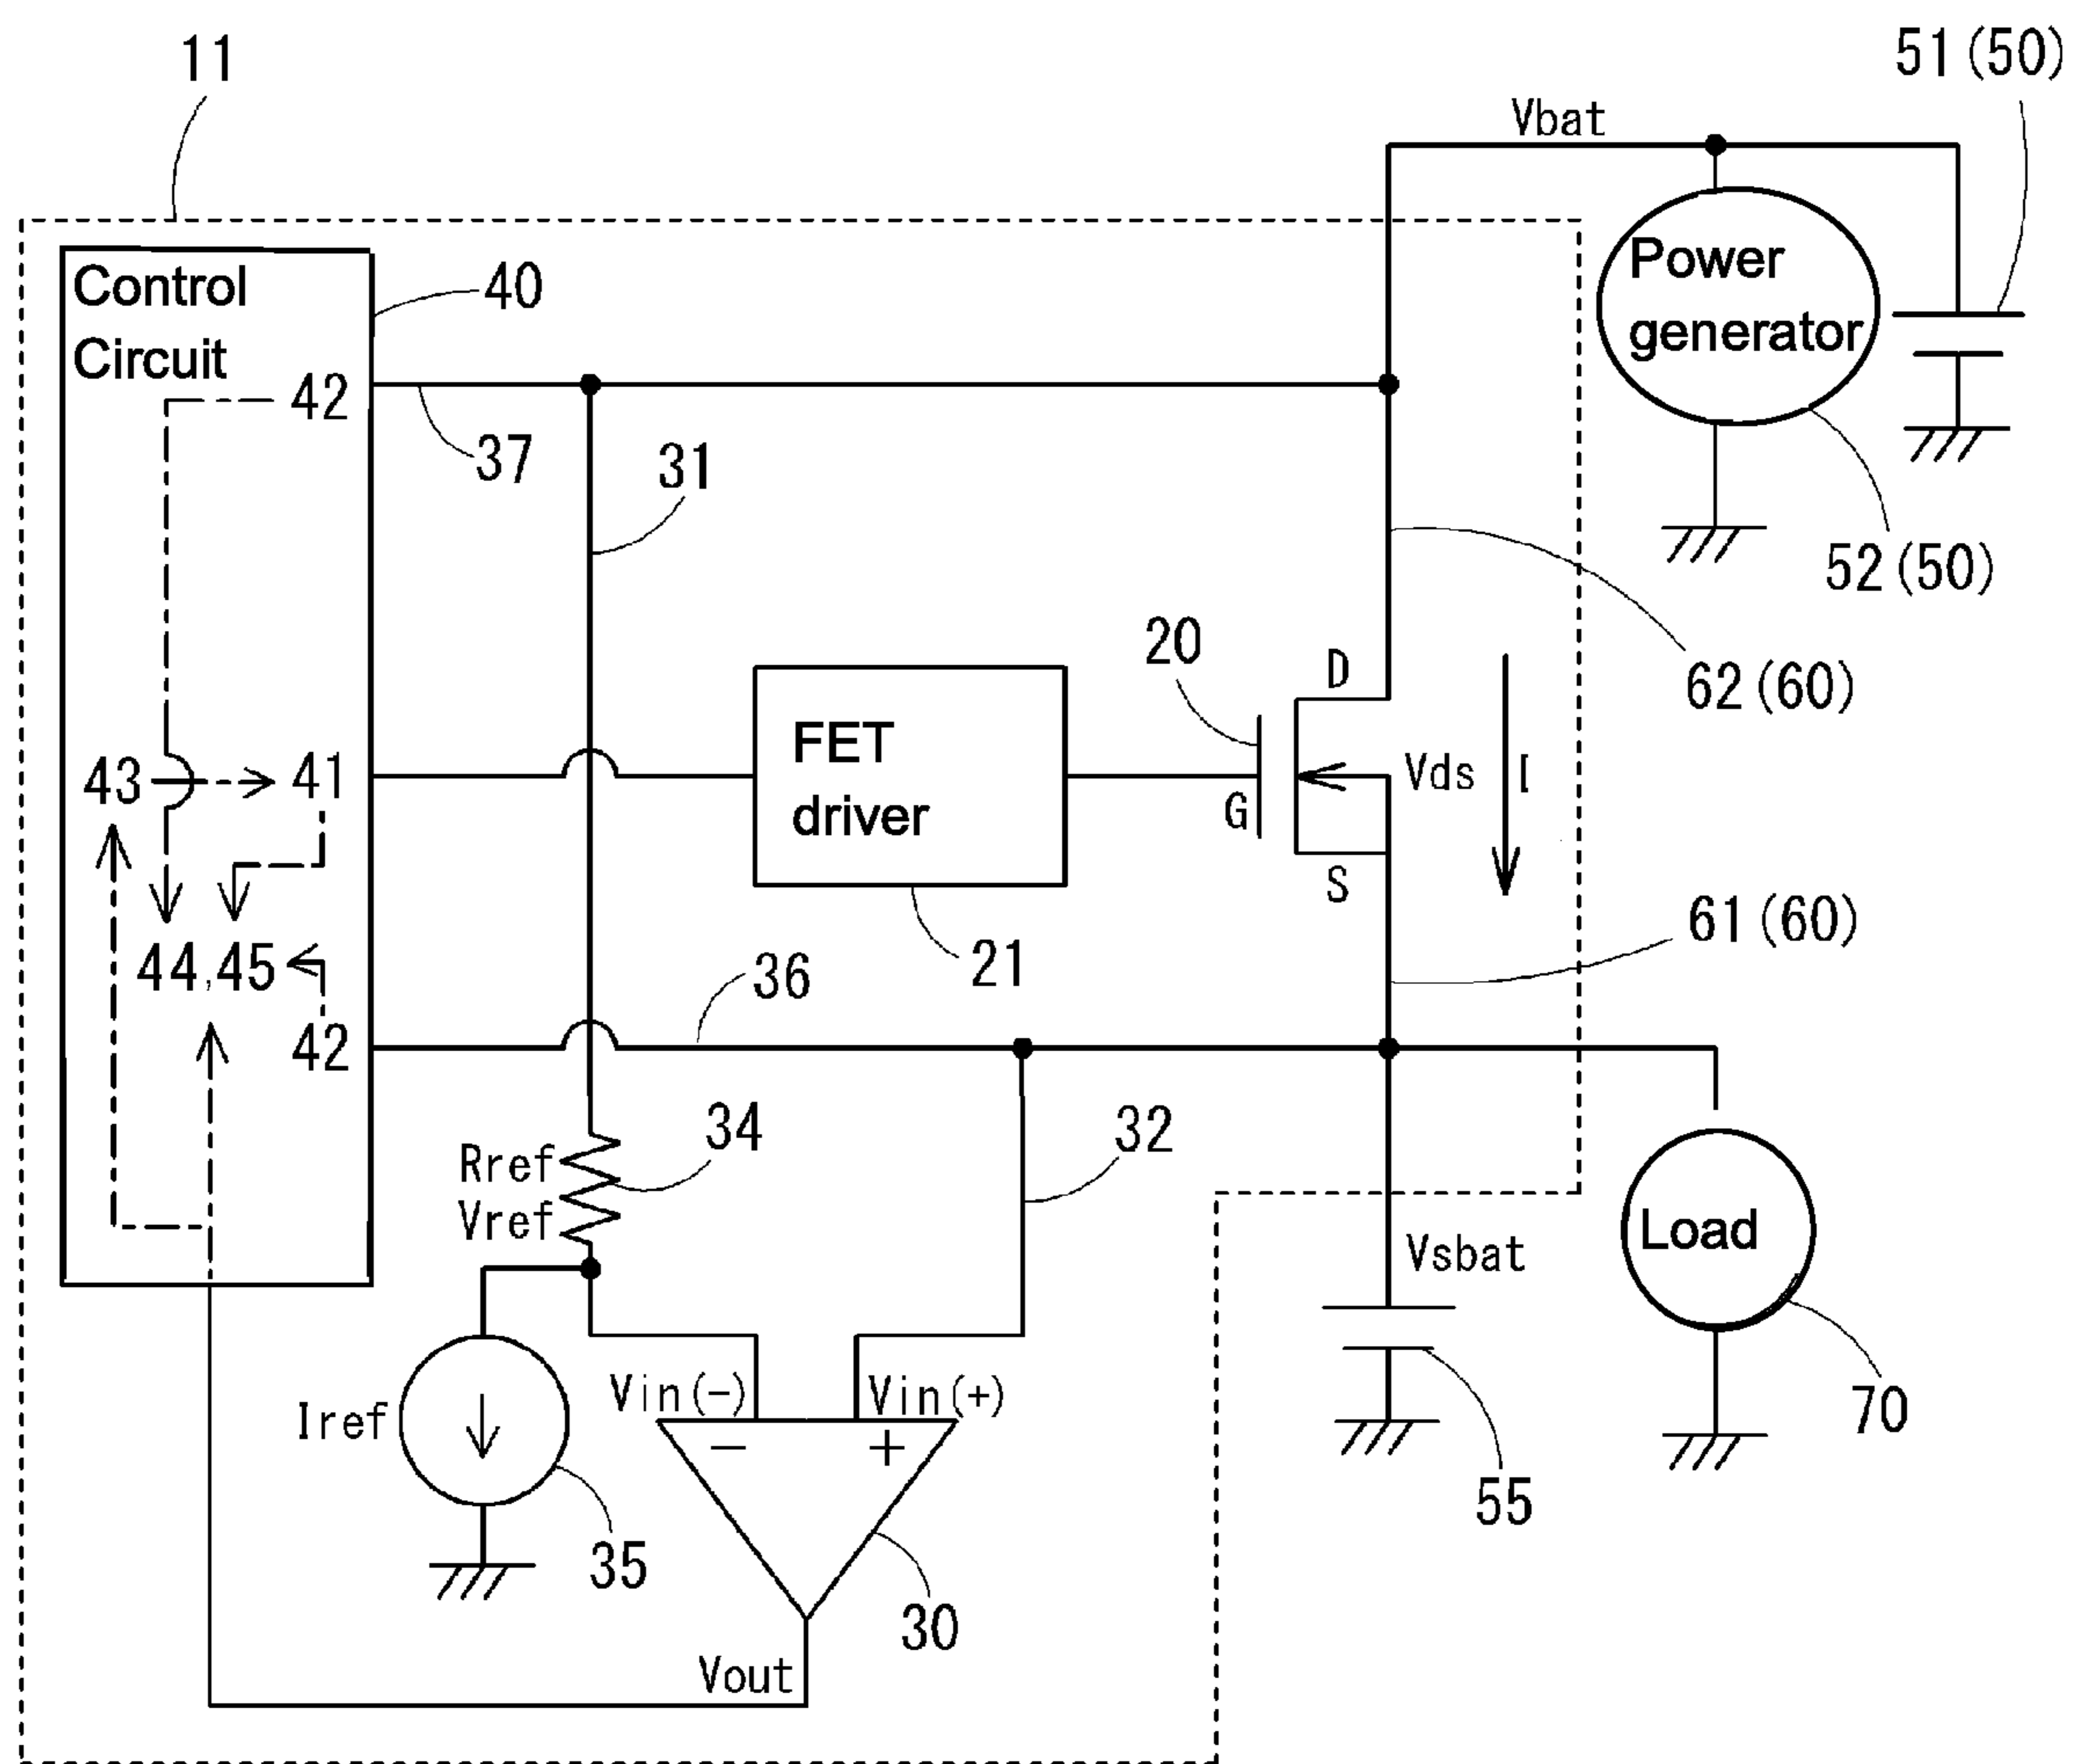 11
51(50)
Vbat
Control
Circuit
40
Power
generator
42
37
31
52(50)
20
D
62(60)
FET
driver
43
41
G
Vds
I
S
61(60)
44,45
21
36
42
34
32
Rref
Vref
Load
Vsbat
Vin(-)
Vin(+)
Iref
70
−
+
55
35
30
Vout